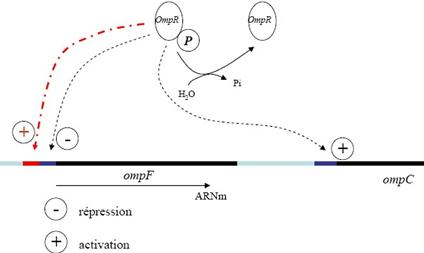 OmpR
OmpR
P
H2O
Pi
+
-
+
ompF
ompC
ARNm
- répression
+ activation